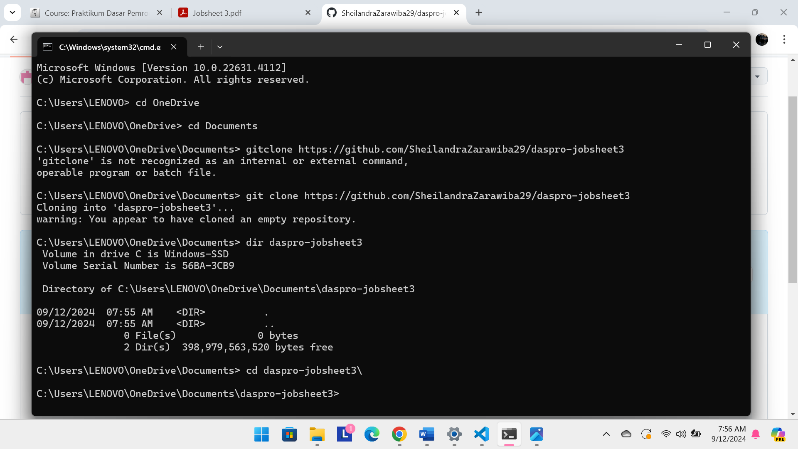 Course: Praktikum Dasar Pemro
Jobsheet 3.pdf
SheilandraZarawiba29/daspro-j
C:\Windows\system32\cmd.e
Microsoft Windows [Version 10.0.22631.4112]
(c) Microsoft Corporation. All rights reserved.
C:\Users\LENOVO> cd OneDrive
C:\Users\LENOVO\OneDrive> cd Documents
C:\Users\LENOVO\OneDrive\Documents> gitclone https://github.com/SheilandraZarawiba29/daspro-jobsheet3
'gitclone' is not recognized as an internal or external command,
operable program or batch file.
C:\Users\LENOVO\OneDrive\Documents> git clone https://github.com/SheilandraZarawiba29/daspro-jobsheet3
Cloning into 'daspro-jobsheet3'...
warning: You appear to have cloned an empty repository.
C:\Users\LENOVO\OneDrive\Documents> dir daspro-jobsheet3
Volume in drive C is Windows-SSD
Volume Serial Number is 56BA-3CB9
Directory of C:\Users\LENOVO\OneDrive\Documents\daspro-jobsheet3
09/12/2024  07:55 AM    <DIR>          .
09/12/2024  07:55 AM    <DIR>          ..
0 File(s)              0 bytes
2 Dir(s)  398,979,563,520 bytes free
C:\Users\LENOVO\OneDrive\Documents> cd daspro-jobsheet3\
C:\Users\LENOVO\OneDrive\Documents\daspro-jobsheet3>
7:56 AM
9/12/2024